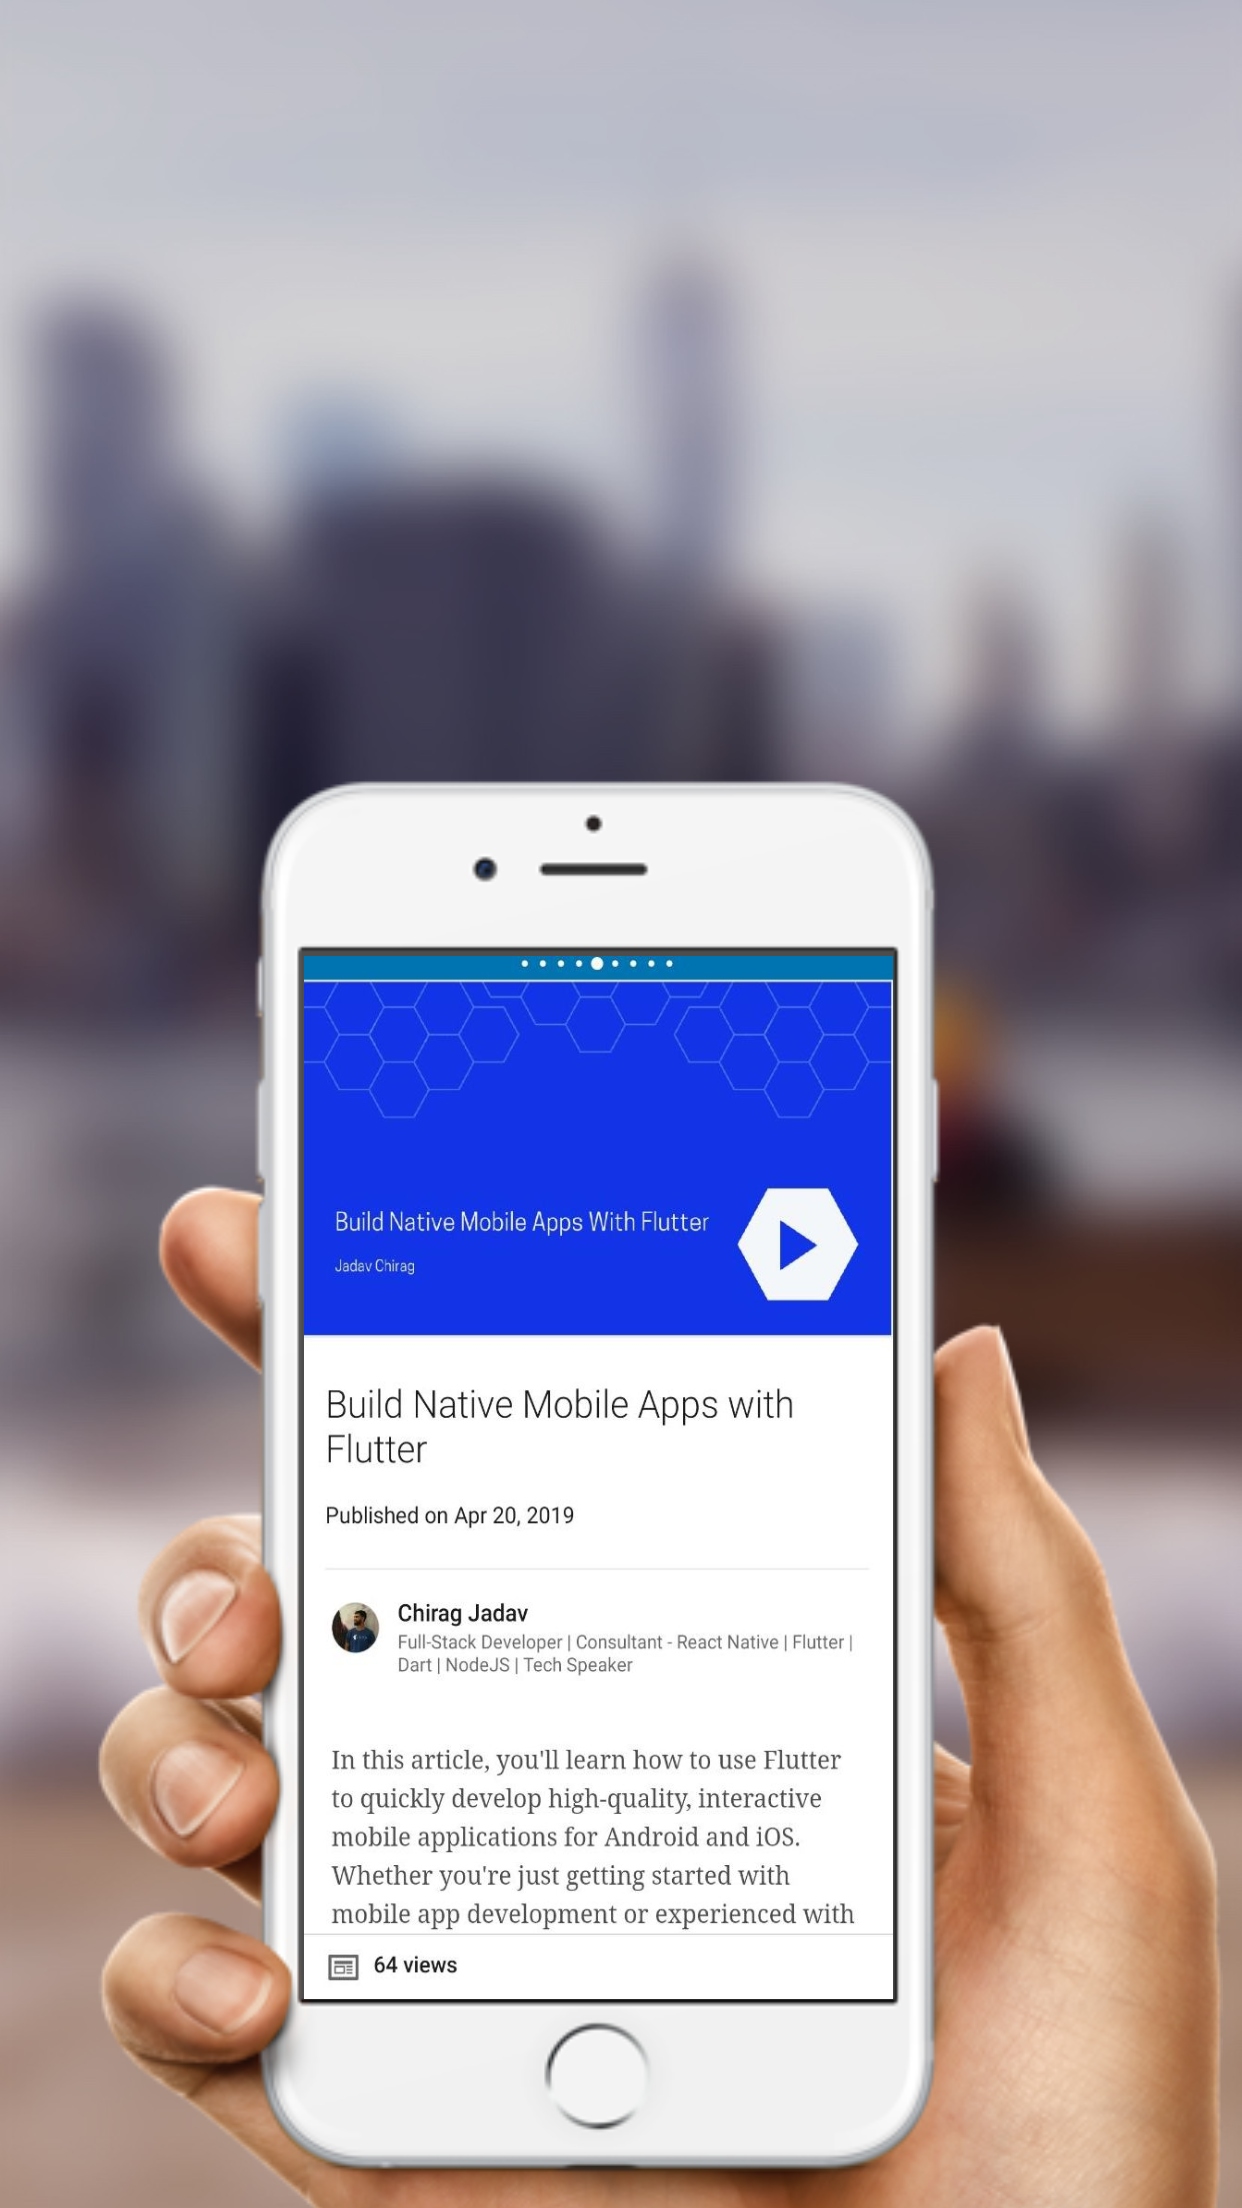 Build Native Mobile Apps With Flutter
Jadav Chirag
Build Native Mobile Apps with
Flutter
Published on Apr 20, 2019
Chirag Jadav
Full-Stack Developer | Consultant - React Native | Flutter |
Dart | NodeJS | Tech Speaker
In this article, you'll learn how to use Flutter
to quickly develop high-quality, interactive
mobile applications for Android and iOS.
Whether you're just getting started with
mobile app development or experienced with
64 views